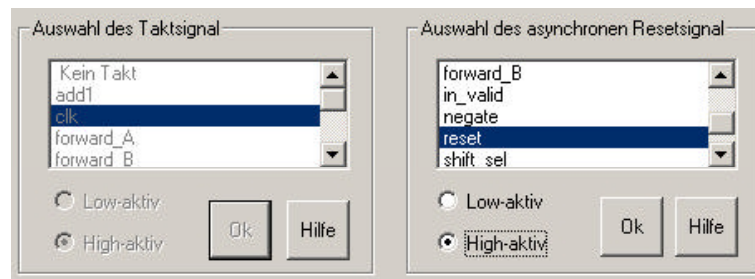 Auswahl des Taktsignal
Kein Takt
add1
clk
forward_A
forward_B
Low-aktiv
High-aktiv
Ok
Hilfe
Auswahl des asynchronen Resetsignal
forward_B
in_valid
negate
reset
shift_sel
Low-aktiv
High-aktiv
Ok
Hilfe